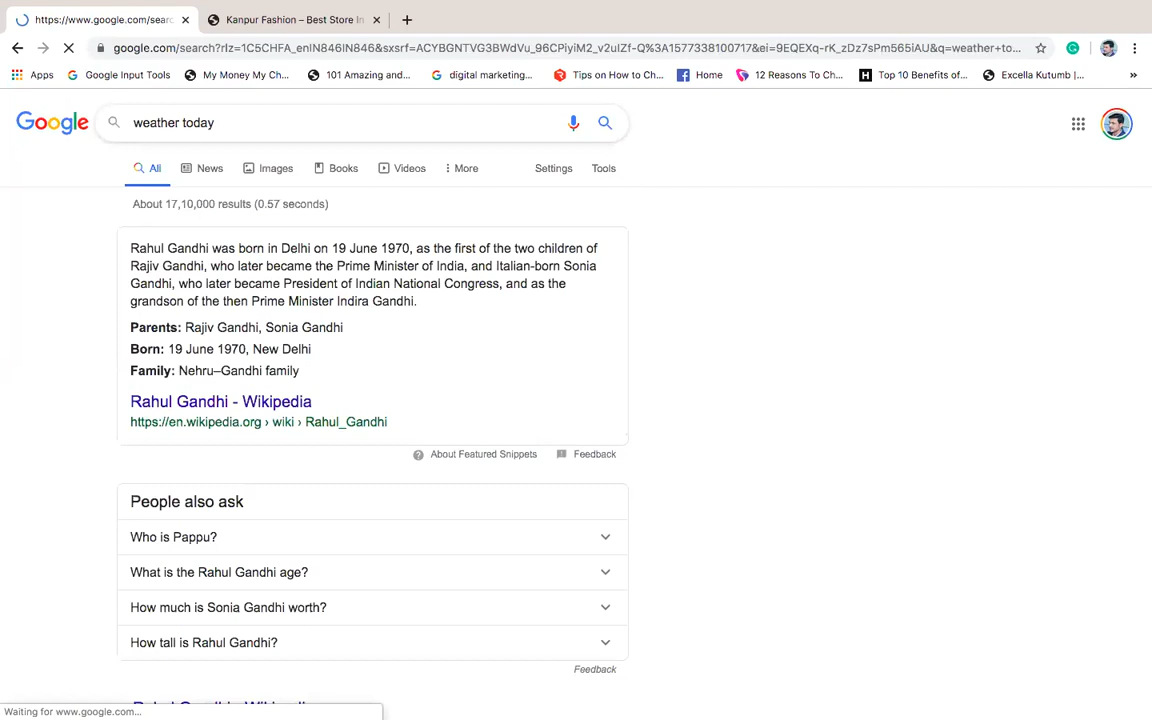 https://www.google.com/searc
Kanpur Fashion – Best Store In
google.com/search?rlz=1C5CHFA_enIN846IN846&sxsrf=ACYBGNTVG3BWdVu_96CPiyiM2_v2uIZf-Q%3A1577338100717&ei=9EQEXq-rK_zDz7sPm565iAU&q=weather+to...
Apps
Google Input Tools
My Money My Ch...
101 Amazing and...
digital marketing...
Tips on How to Ch...
Home
12 Reasons To Ch...
Top 10 Benefits of...
Excella Kutumb |...
»
Google
weather today
All
News
Images
Books
Videos
More
Settings
Tools
About 17,10,000 results (0.57 seconds)
Rahul Gandhi was born in Delhi on 19 June 1970, as the first of the two children of
Rajiv Gandhi, who later became the Prime Minister of India, and Italian-born Sonia
Gandhi, who later became President of Indian National Congress, and as the
grandson of the then Prime Minister Indira Gandhi.
Parents: Rajiv Gandhi, Sonia Gandhi
Born: 19 June 1970, New Delhi
Family: Nehru–Gandhi family
Rahul Gandhi - Wikipedia
https://en.wikipedia.org › wiki › Rahul_Gandhi
About Featured Snippets
Feedback
People also ask
Who is Pappu?
What is the Rahul Gandhi age?
How much is Sonia Gandhi worth?
How tall is Rahul Gandhi?
Feedback
Waiting for www.google.com...